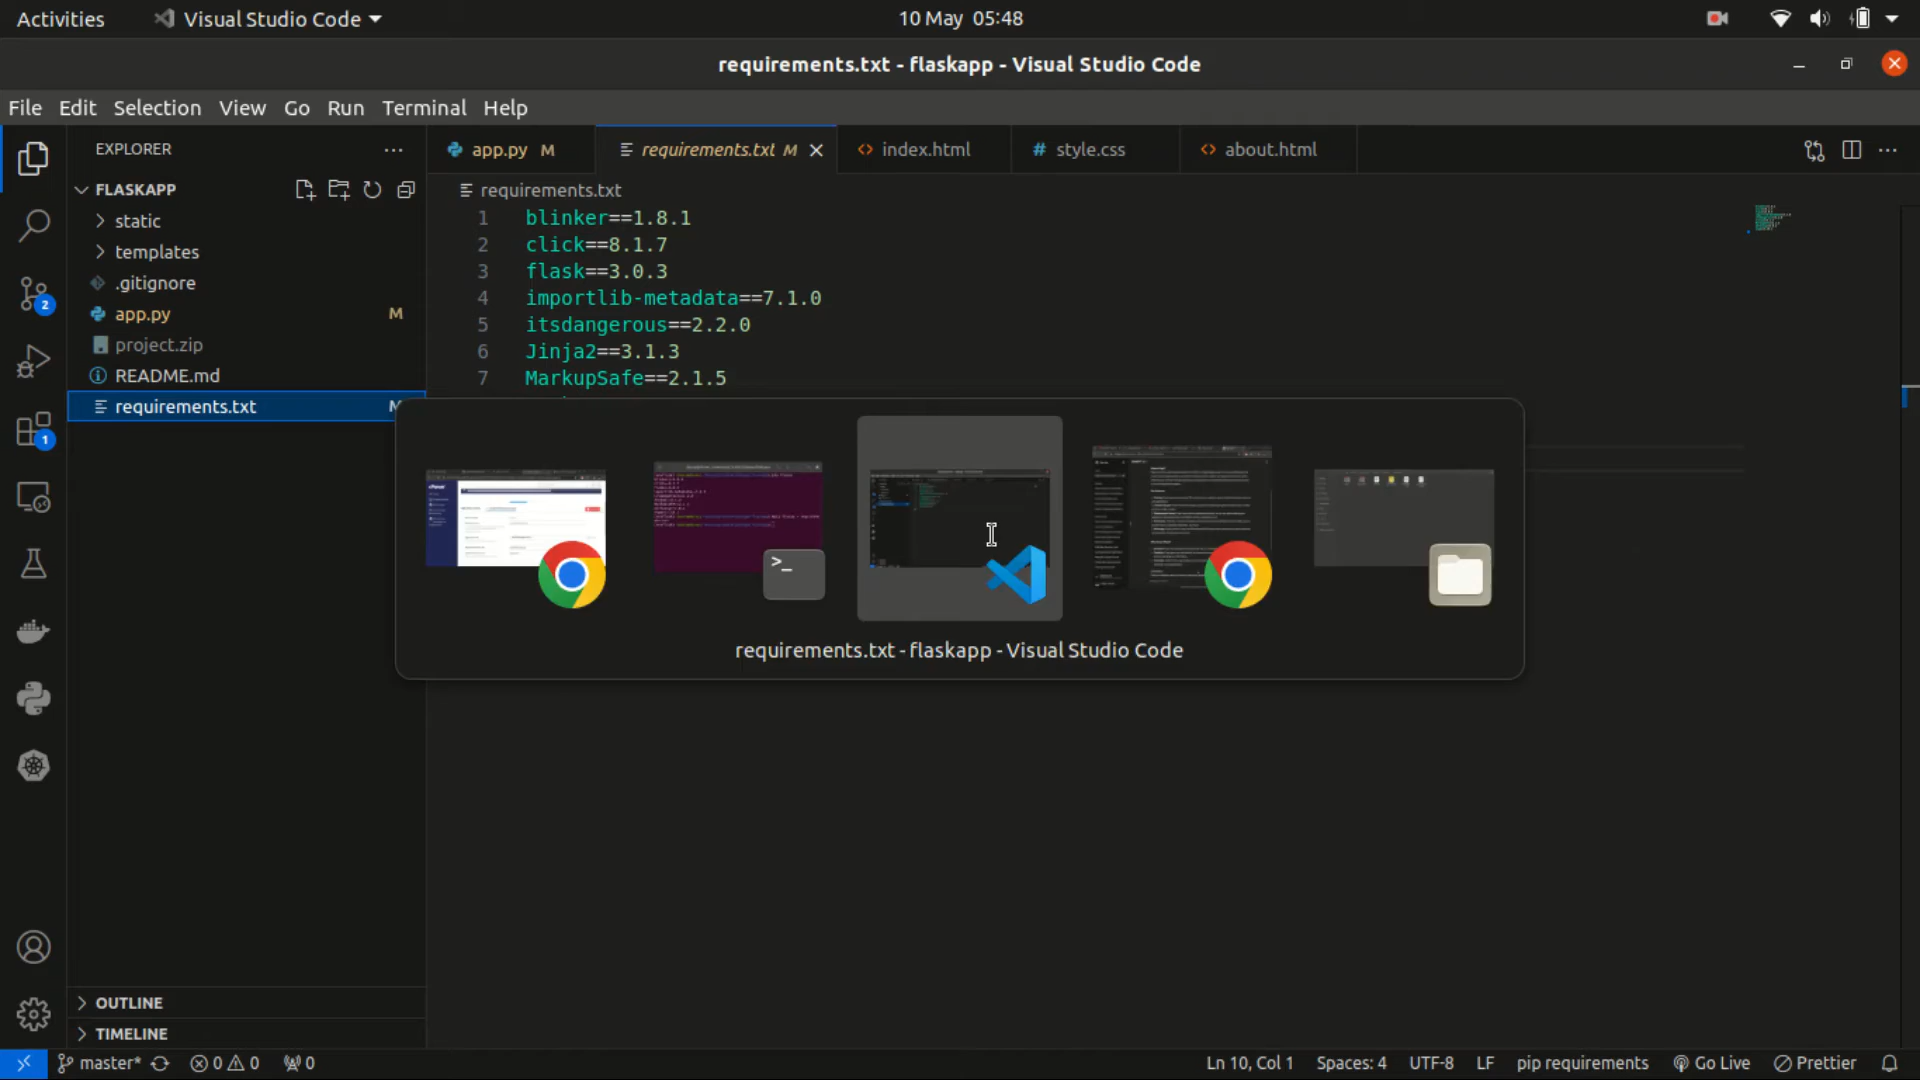 Activities Visual Studio Code 10 May 05:48
requirements.txt - flaskapp - Visual Studio Code
File Edit Selection View Go Run Terminal Help
EXPLORER
app.py M requirements.txt M index.html # style.css about.html
FLASKAPP
static
templates
.gitignore
app.py M
project.zip
README.md
requirements.txt M
requirements.txt
1 blinker==1.8.1
2 click==8.1.7
3 flask==3.0.3
4 importlib-metadata==7.1.0
5 itsdangerous==2.2.0
6 Jinja2==3.1.3
7 MarkupSafe==2.1.5
2
1
>_
requirements.txt - flaskapp - Visual Studio Code
OUTLINE
TIMELINE
master* 0 0 0 Ln 10, Col 1 Spaces: 4 UTF-8 LF pip requirements Go Live Prettier